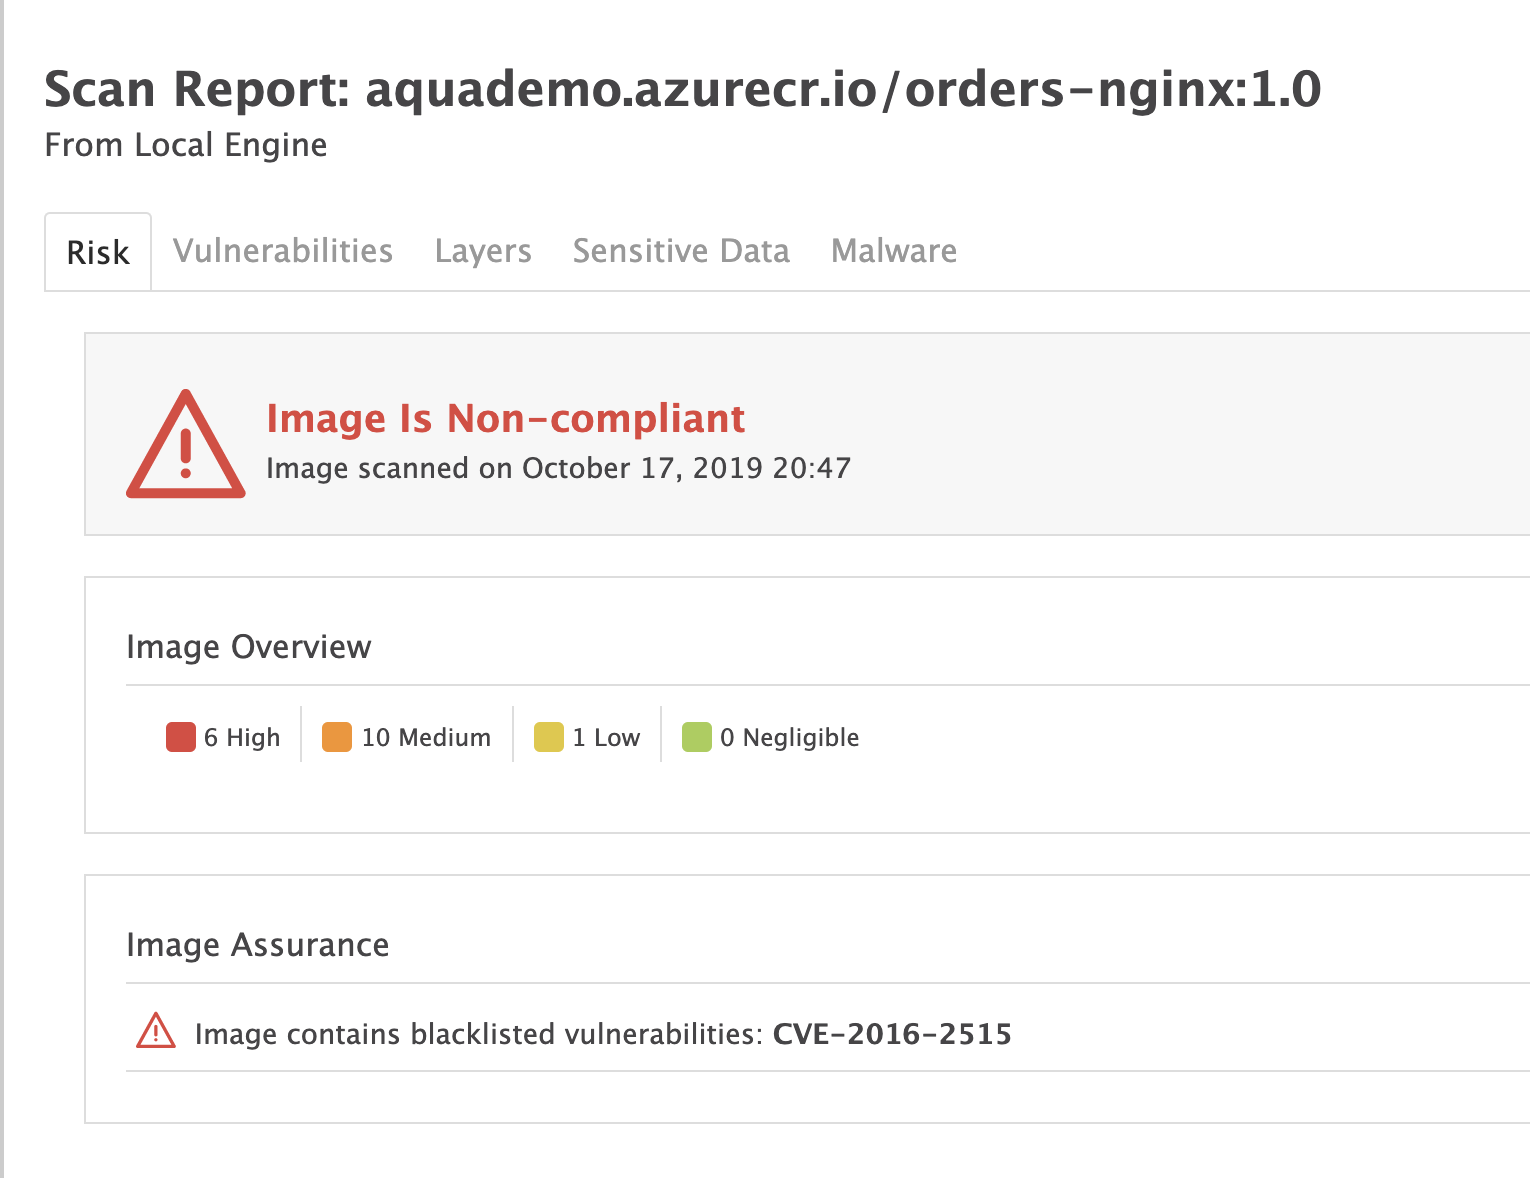 Scan Report: aquademo.azurecr.io/orders-nginx:1.0
From Local Engine
Risk Vulnerabilities Layers Sensitive Data Malware
Image Is Non-compliant
Image scanned on October 17, 2019 20:47
Image Overview
6 High 10 Medium 1 Low 0 Negligible
Image Assurance
Image contains blacklisted vulnerabilities: CVE-2016-2515